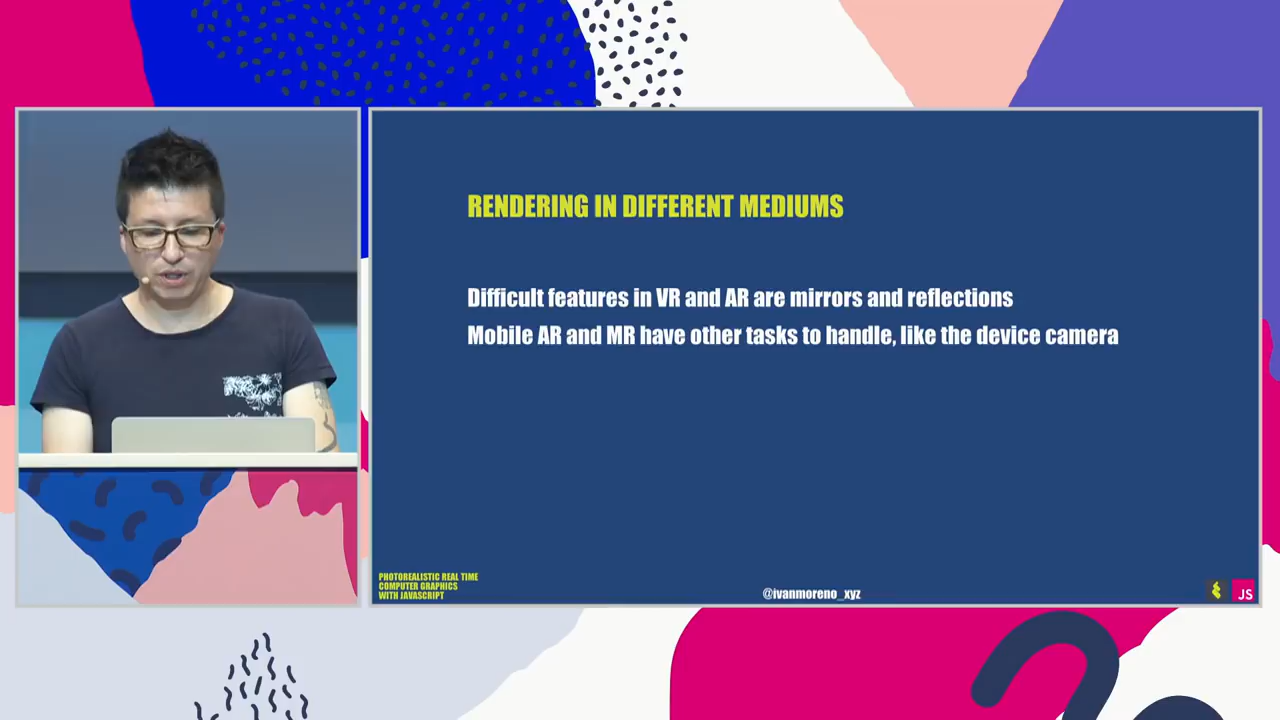 RENDERING IN DIFFERENT MEDIUMS
Difficult features in VR and AR are mirrors and reflections
Mobile AR and MR have other tasks to handle, like the device camera
PHOTOREALISTIC REAL TIME
COMPUTER GRAPHICS
WITH JAVASCRIPT
@ivanmoreno_xyz
JS